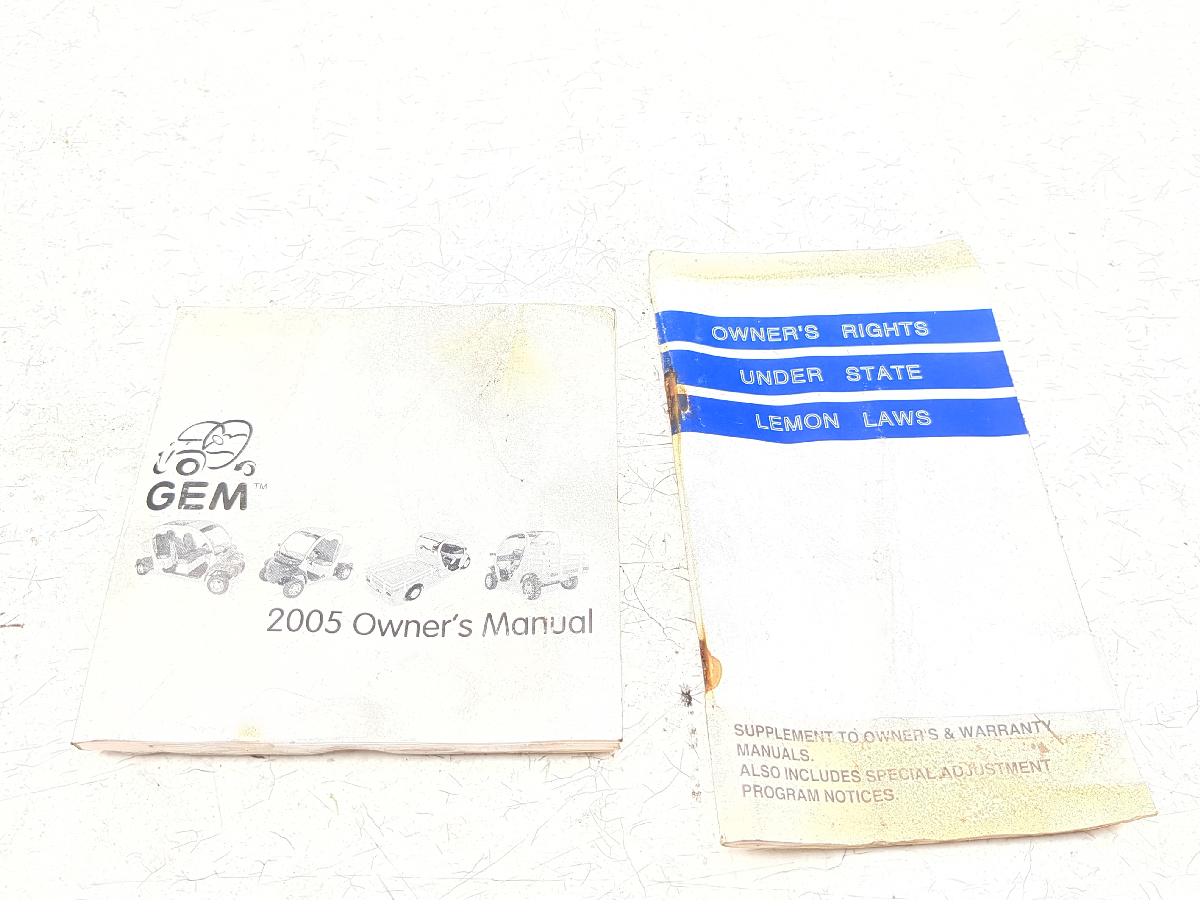 GEM™
2005 Owner's Manual
OWNER'S RIGHTS
UNDER STATE
LEMON LAWS
SUPPLEMENT TO OWNER'S & WARRANTY
MANUALS.
ALSO INCLUDES SPECIAL ADJUSTMENT
PROGRAM NOTICES.